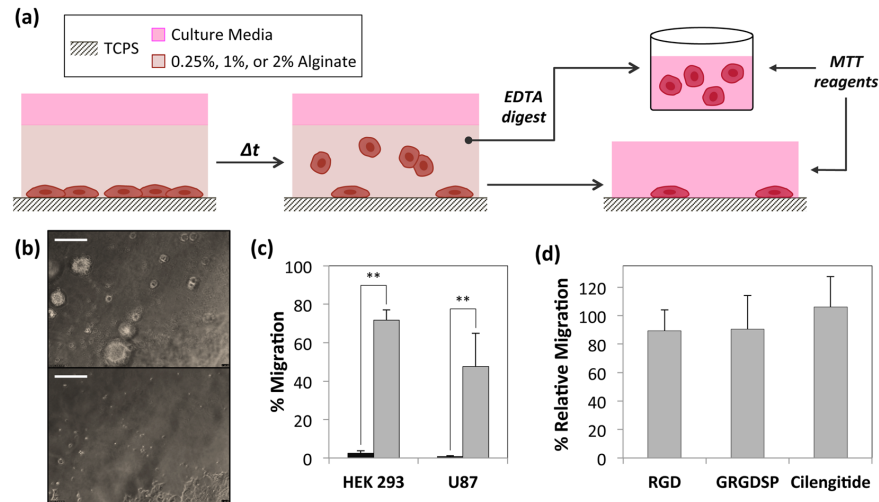 (a)
TCPS
Culture Media
0.25%, 1%, or 2% Alginate
Δt
EDTA
digest
MTT
reagents
(b)
(c)
% Migration
100
80
60
40
20
0
**
**
HEK 293
U87
(d)
% Relative Migration
120
100
80
60
40
20
0
RGD
GRGDSP
Cilengitide